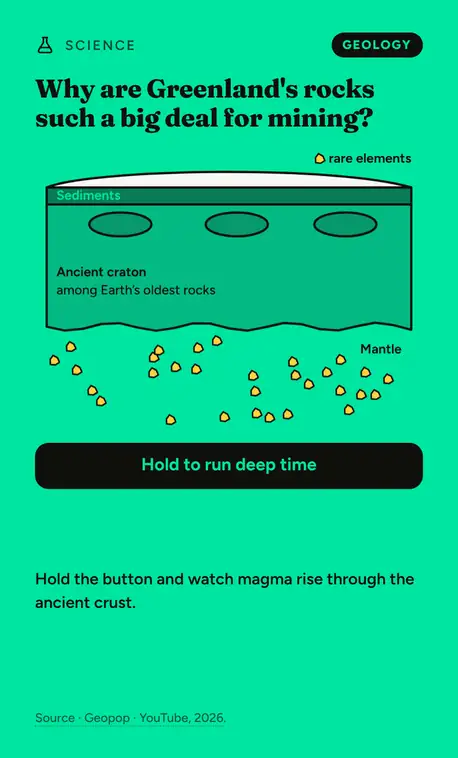 SCIENCE
GEOLOGY
Why are Greenland's rocks
such a big deal for mining?
rare elements
Sediments
Ancient craton
among Earth's oldest rocks
Mantle
Hold to run deep time
Hold the button and watch magma rise through the
ancient crust.
Source · Geopop · YouTube, 2026.